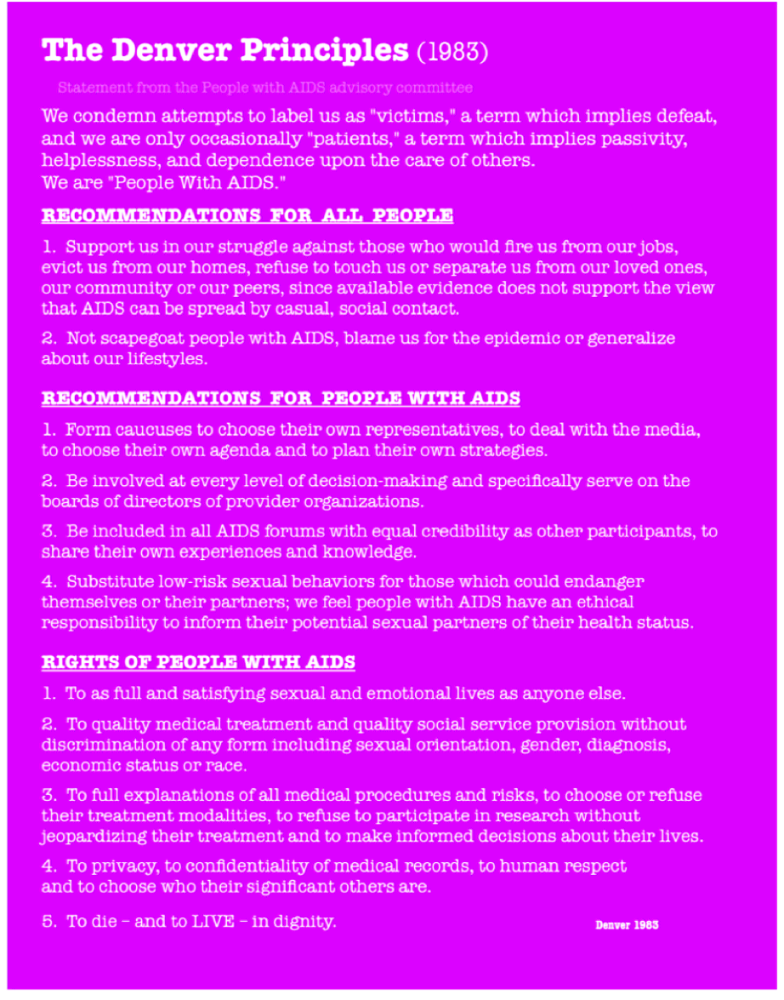 The Denver Principles (1983)
Statement from the People with AIDS advisory committee
We condemn attempts to label us as "victims," a term which implies defeat,
and we are only occasionally "patients," a term which implies passivity,
helplessness, and dependence upon the care of others.
We are "People With AIDS."
RECOMMENDATIONS FOR ALL PEOPLE
1. Support us in our struggle against those who would fire us from our jobs,
evict us from our homes, refuse to touch us or separate us from our loved ones,
our community or our peers, since available evidence does not support the view
that AIDS can be spread by casual, social contact.
2. Not scapegoat people with AIDS, blame us for the epidemic or generalize
about our lifestyles.
RECOMMENDATIONS FOR PEOPLE WITH AIDS
1. Form caucuses to choose their own representatives, to deal with the media,
to choose their own agenda and to plan their own strategies.
2. Be involved at every level of decision-making and specifically serve on the
boards of directors of provider organizations.
3. Be included in all AIDS forums with equal credibility as other participants, to
share their own experiences and knowledge.
4. Substitute low-risk sexual behaviors for those which could endanger
themselves or their partners; we feel people with AIDS have an ethical
responsibility to inform their potential sexual partners of their health status.
RIGHTS OF PEOPLE WITH AIDS
1. To as full and satisfying sexual and emotional lives as anyone else.
2. To quality medical treatment and quality social service provision without
discrimination of any form including sexual orientation, gender, diagnosis,
economic status or race.
3. To full explanations of all medical procedures and risks, to choose or refuse
their treatment modalities, to refuse to participate in research without
jeopardizing their treatment and to make informed decisions about their lives.
4. To privacy, to confidentiality of medical records, to human respect
and to choose who their significant others are.
5. To die – and to LIVE – in dignity.
Denver 1983